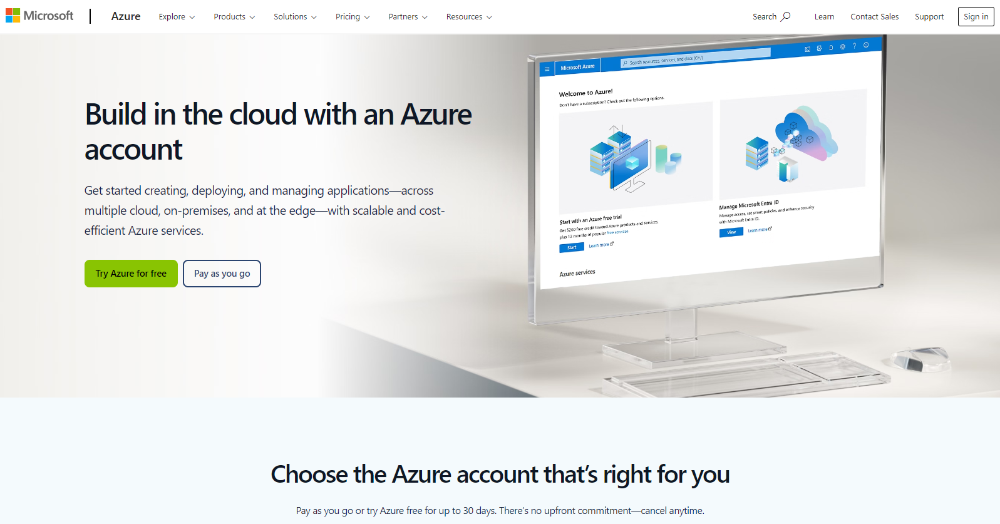 Microsoft
Azure
Explore
Products
Solutions
Pricing
Partners
Resources
Search
Learn
Contact Sales
Support
Sign in
Build in the cloud with an Azure
account
Get started creating, deploying, and managing applications—across
multiple cloud, on-premises, and at the edge—with scalable and cost-
efficient Azure services.
Try Azure for free
Pay as you go
Microsoft Azure
Search resources, services, and docs (G+/)
Welcome to Azure!
Don't have a subscription? Check out the following options.
Start with an Azure free trial
Get $200 free credit toward Azure products and services,
plus 12 months of popular free services.
Start
Learn more
Manage Microsoft Entra ID
Manage access, set smart policies, and enhance security
with Microsoft Entra ID.
View
Learn more
Azure services
Choose the Azure account that's right for you
Pay as you go or try Azure free for up to 30 days. There's no upfront commitment—cancel anytime.